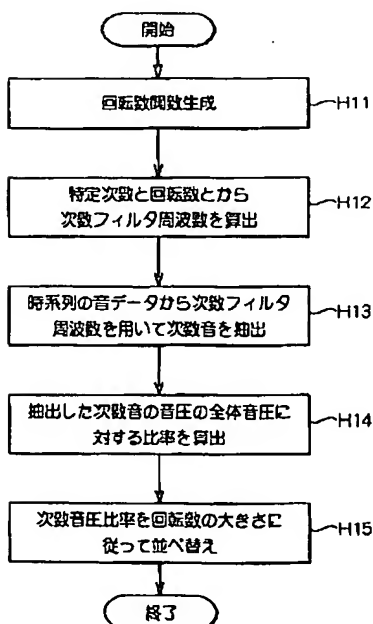 開始
回転数関数生成
H11
特定次数と回転数とから
次数フィルタ周波数を算出
H12
時系列の音データから次数フィルタ
周波数を用いて次数音を抽出
H13
抽出した次数音の音圧の全体音圧に
対する比率を算出
H14
次数音圧比率を回転数の大きさに
従って並べ替え
H15
終了